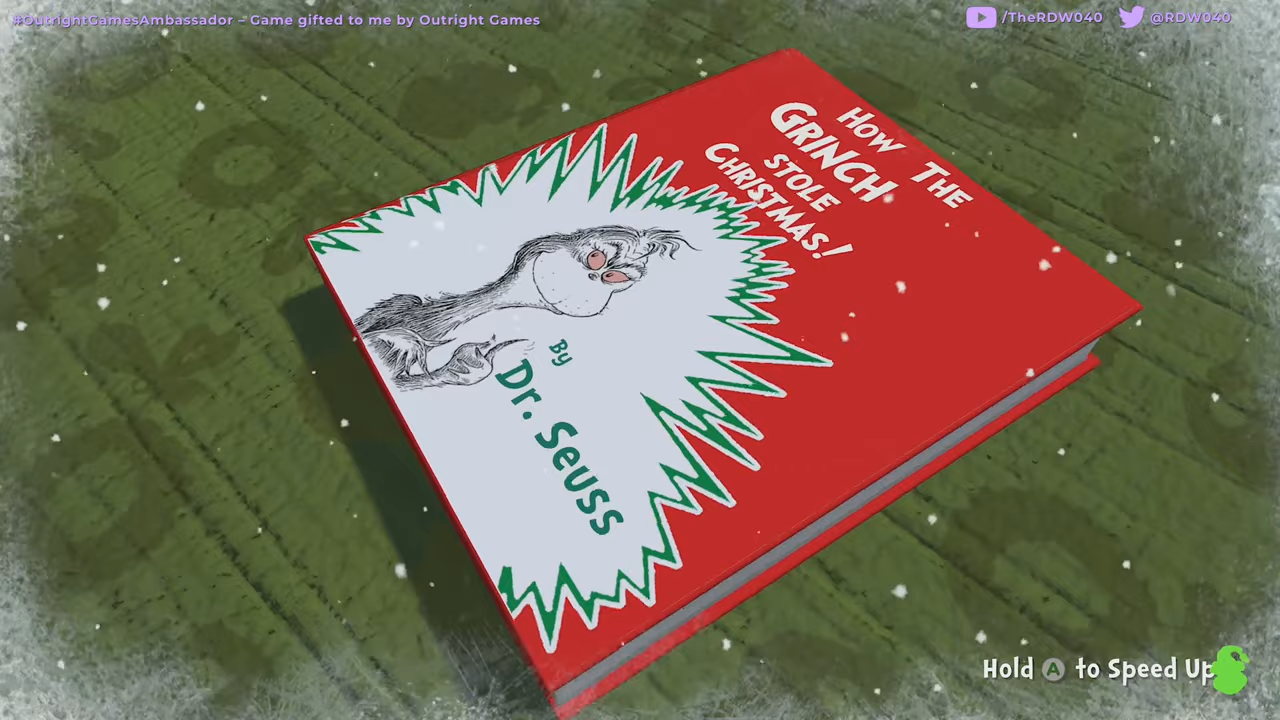 #OutrightGamesAmbassador – Game gifted to me by Outright Games
/TheRDW040 @RDW040
HOW THE
GRINCH
STOLE
CHRISTMAS!
By
Dr. Seuss
Hold A to Speed Up